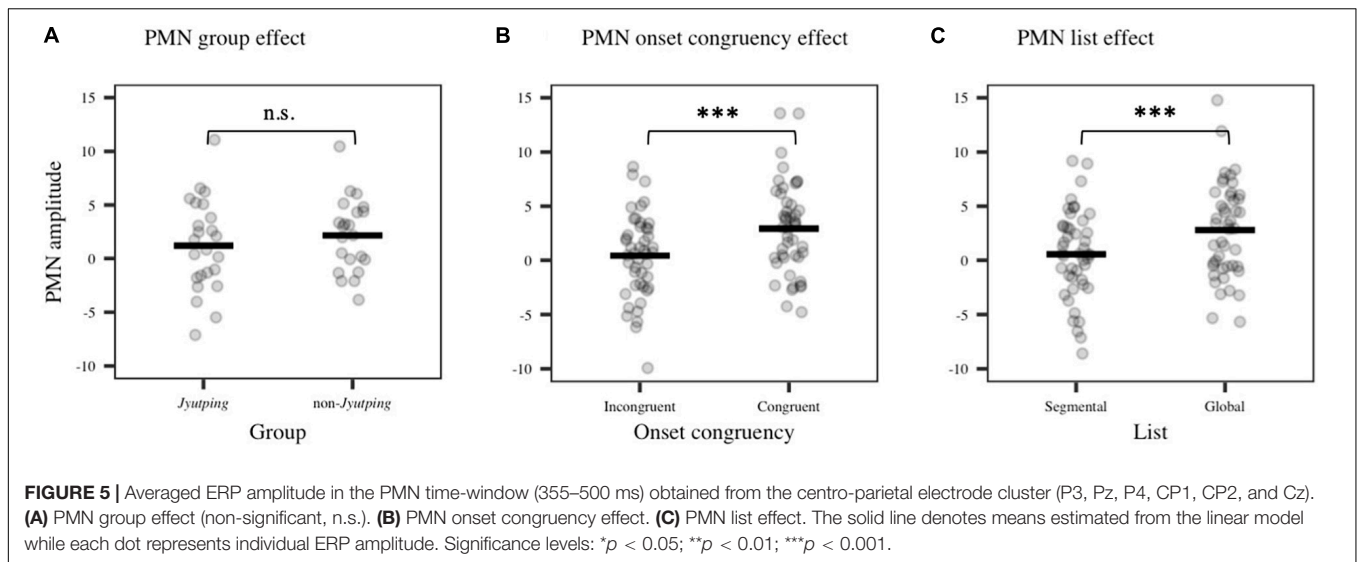 A PMN group effect
B PMN onset congruency effect
C PMN list effect
PMN amplitude
15
10
5
0
-5
-10
n.s.
Jyutping non-Jyutping
Group
15
10
5
0
-5
-10
***
Incongruent Congruent
Onset congruency
15
10
5
0
-5
-10
***
Segmental Global
List
FIGURE 5 | Averaged ERP amplitude in the PMN time-window (355–500 ms) obtained from the centro-parietal electrode cluster (P3, Pz, P4, CP1, CP2, and Cz).
(A) PMN group effect (non-significant, n.s.). (B) PMN onset congruency effect. (C) PMN list effect. The solid line denotes means estimated from the linear model
while each dot represents individual ERP amplitude. Significance levels: *p < 0.05; **p < 0.01; ***p < 0.001.